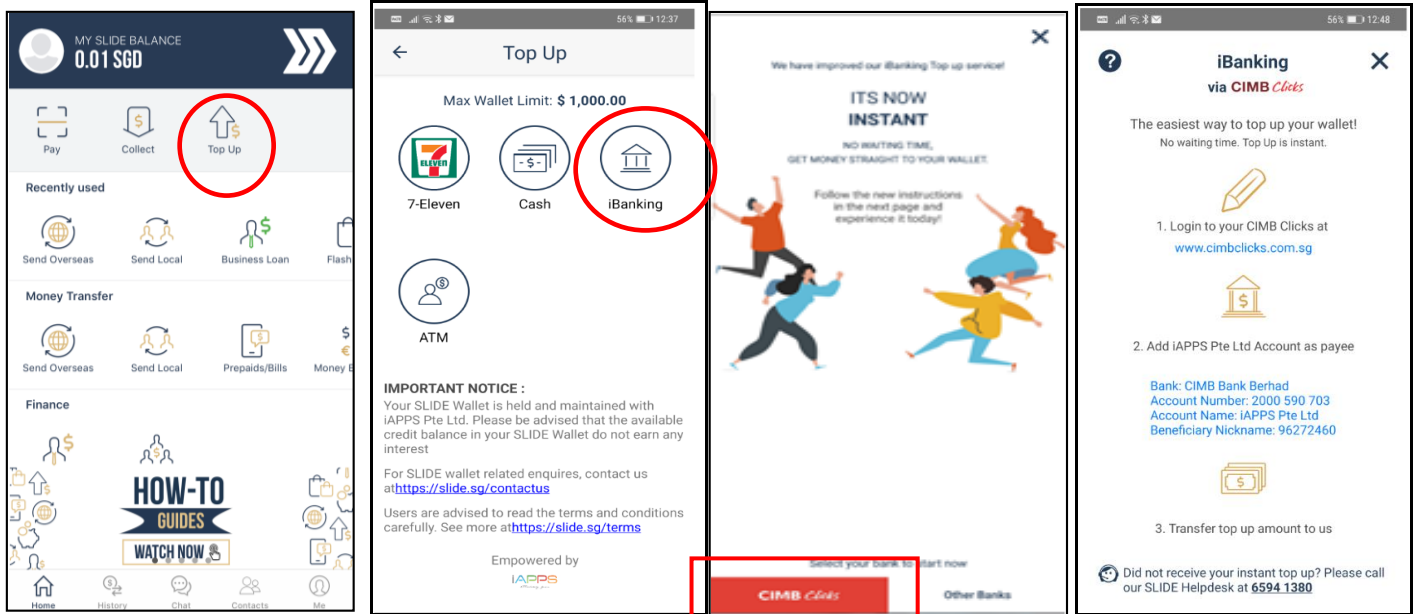 MY SLIDE BALANCE
0.01 SGD
Pay
Collect
Top Up
Recently used
Send Overseas
Send Local
Business Loan
Flash
Money Transfer
Send Overseas
Send Local
Prepaids/Bills
Money E
Finance
HOW-TO
GUIDES
WATCH NOW
Home
History
Chat
Contacts
Me
56% 12:37
Top Up
Max Wallet Limit: $ 1,000.00
ELEVEN
7-Eleven
Cash
iBanking
ATM
IMPORTANT NOTICE :
Your SLIDE Wallet is held and maintained with
iAPPS Pte Ltd. Please be advised that the available
credit balance in your SLIDE Wallet do not earn any
interest
For SLIDE wallet related enquires, contact us
athttps://slide.sg/contactus
Users are advised to read the terms and conditions
carefully. See more athttps://slide.sg/terms
Empowered by
iAPPS
We have improved our iBanking Top up service!
ITS NOW
INSTANT
NO WAITING TIME,
GET MONEY STRAIGHT TO YOUR WALLET.
Follow the new instructions
in the next page and
experience it today!
Select your bank to start now
CIMB Clicks
Other Banks
56% 12:48
iBanking
via CIMB Clicks
The easiest way to top up your wallet!
No waiting time. Top Up is instant.
1. Login to your CIMB Clicks at
www.cimbclicks.com.sg
2. Add iAPPS Pte Ltd Account as payee
Bank: CIMB Bank Berhad
Account Number: 2000 590 703
Account Name: iAPPS Pte Ltd
Beneficiary Nickname: 96272460
3. Transfer top up amount to us
Did not receive your instant top up? Please call
our SLIDE Helpdesk at 6594 1380